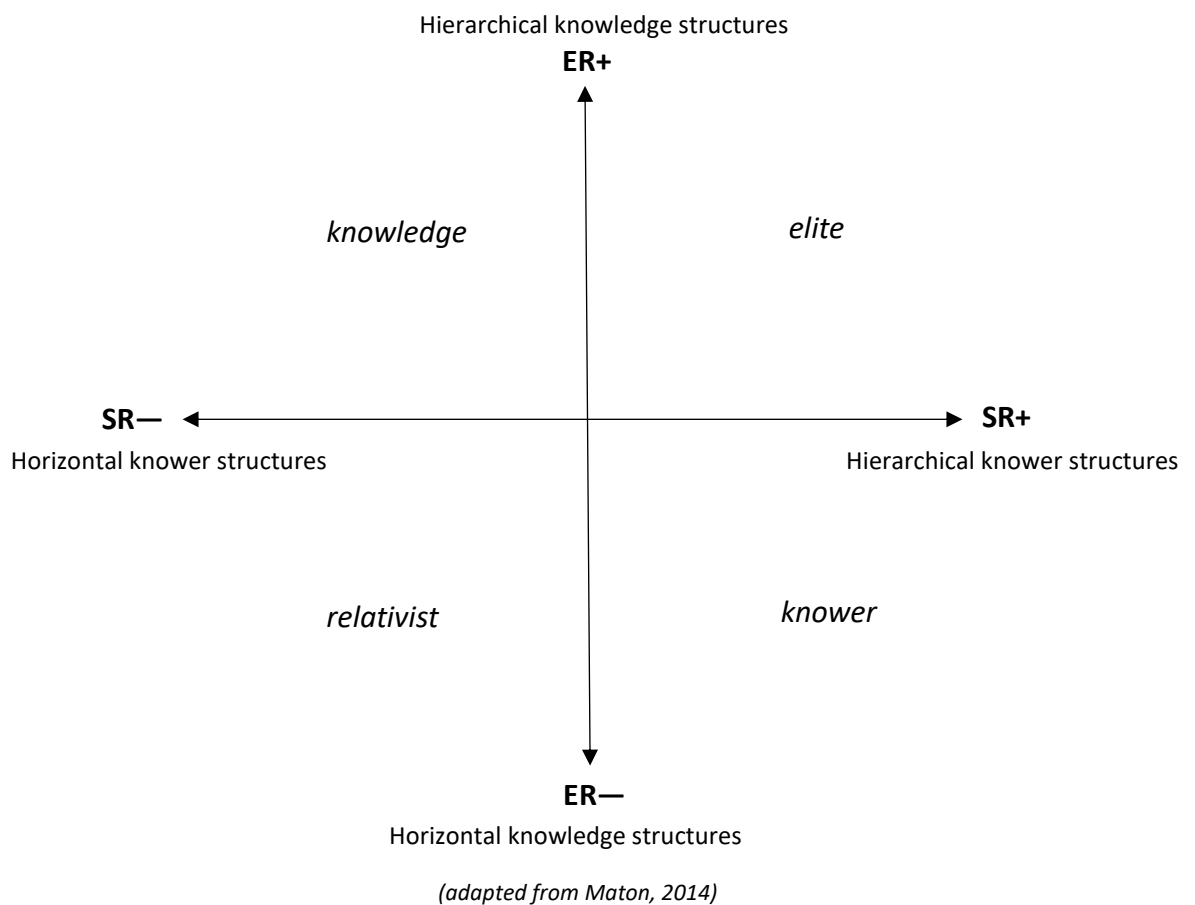 Hierarchical knowledge structures
ER+
knowledge
elite
SR—
SR+
Horizontal knower structures
Hierarchical knower structures
relativist
knower
ER—
Horizontal knowledge structures
(adapted from Maton, 2014)